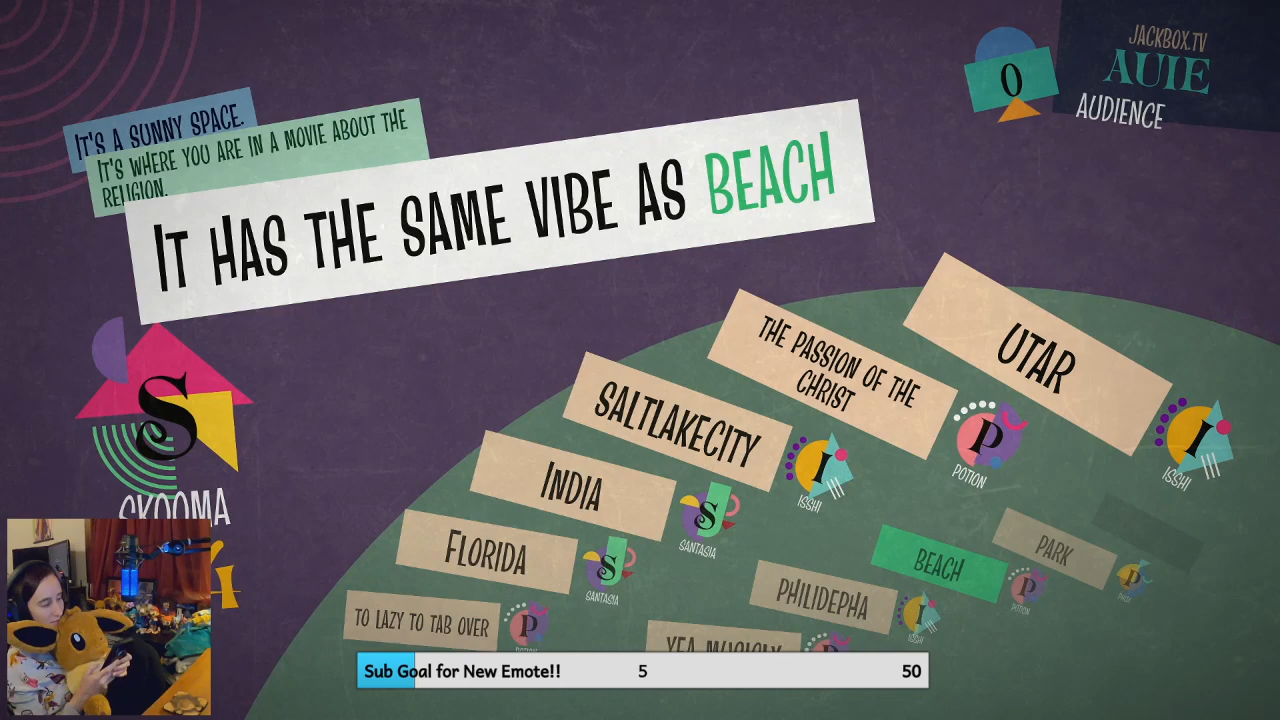 JACKBOX.TV
AUIE
0
AUDIENCE
IT'S A SUNNY SPACE.
IT'S WHERE YOU ARE IN A MOVIE ABOUT THE
RELIGION.
IT HAS THE SAME VIBE AS BEACH
S
SKOOMA
UTAR
I
ISSHI
THE PASSION OF THE
CHRIST
P
POTION
SALTLAKECITY
I
ISSHI
INDIA
S
SANTASIA
FLORIDA
S
SANTASIA
TO LAZY TO TAB OVER
P
POTION
PARK
P
BEACH
P
POTION
PHILIDEPHA
I
ISSHI
Sub Goal for New Emote!! 5 50